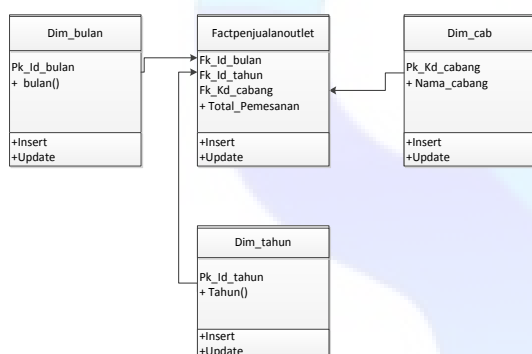 Dim_bulan
Pk_Id_bulan
+ bulan()
+Insert
+Update
Factpenjualanoutlet
Fk_Id_bulan
Fk_Id_tahun
Fk_Kd_cabang
+ Total_Pemesanan
+Insert
+Update
Dim_cab
Pk_Kd_cabang
+ Nama_cabang
+Insert
+Update
Dim_tahun
Pk_Id_tahun
+ Tahun()
+Insert
+Update